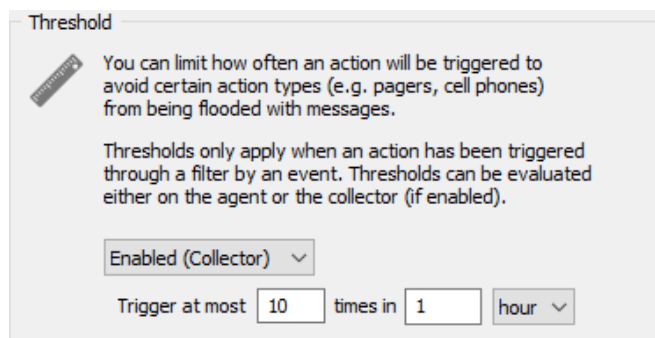 Threshold
You can limit how often an action will be triggered to
avoid certain action types (e.g. pagers, cell phones)
from being flooded with messages.
Thresholds only apply when an action has been triggered
through a filter by an event. Thresholds can be evaluated
either on the agent or the collector (if enabled).
Enabled (Collector)
Trigger at most 10 times in 1 hour